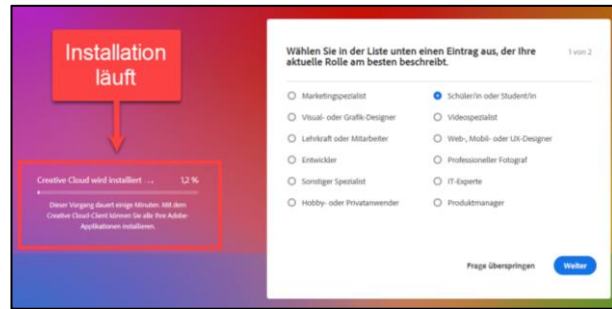 Installation
läuft
Creative Cloud wird installiert ... 1,2 %
Dieser Vorgang dauert einige Minuten. Mit dem
Creative Cloud-Client können Sie alle Ihre Adobe-
Applikationen installieren.
Wählen Sie in der Liste unten einen Eintrag aus, der Ihre 1 von 2
aktuelle Rolle am besten beschreibt.
Marketingspezialist
Schüler/in oder Student/in
Visual- oder Grafik-Designer
Videospezialist
Lehrkraft oder Mitarbeiter
Web-, Mobil- oder UX-Designer
Entwickler
Professioneller Fotograf
Sonstiger Spezialist
IT-Experte
Hobby- oder Privatanwender
Produktmanager
Frage überspringen
Weiter